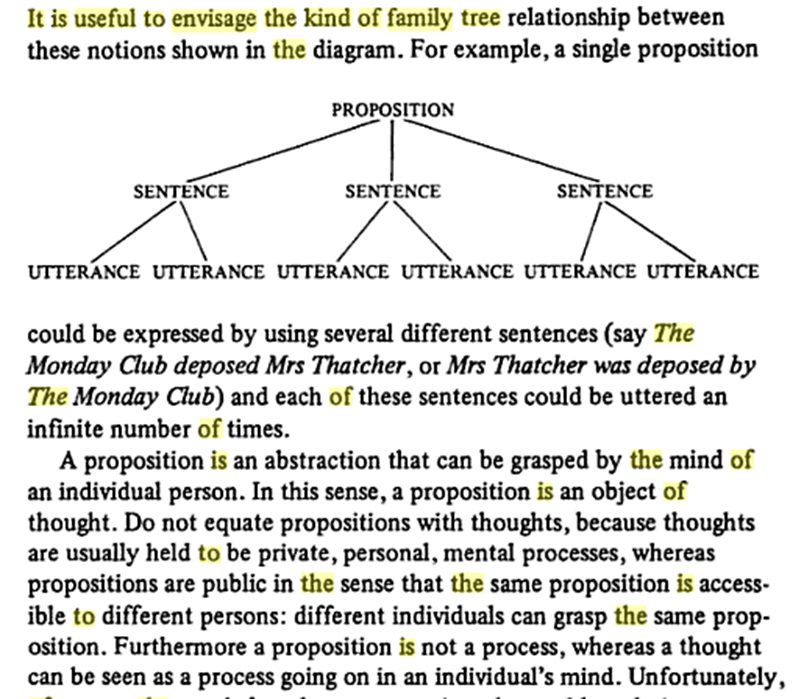 It is useful to envisage the kind of family tree relationship between
these notions shown in the diagram. For example, a single proposition
PROPOSITION
SENTENCE SENTENCE SENTENCE
UTTERANCE UTTERANCE UTTERANCE UTTERANCE UTTERANCE UTTERANCE
could be expressed by using several different sentences (say The
Monday Club deposed Mrs Thatcher, or Mrs Thatcher was deposed by
The Monday Club) and each of these sentences could be uttered an
infinite number of times.
A proposition is an abstraction that can be grasped by the mind of
an individual person. In this sense, a proposition is an object of
thought. Do not equate propositions with thoughts, because thoughts
are usually held to be private, personal, mental processes, whereas
propositions are public in the sense that the same proposition is access-
ible to different persons: different individuals can grasp the same prop-
osition. Furthermore a proposition is not a process, whereas a thought
can be seen as a process going on in an individual's mind. Unfortunately,